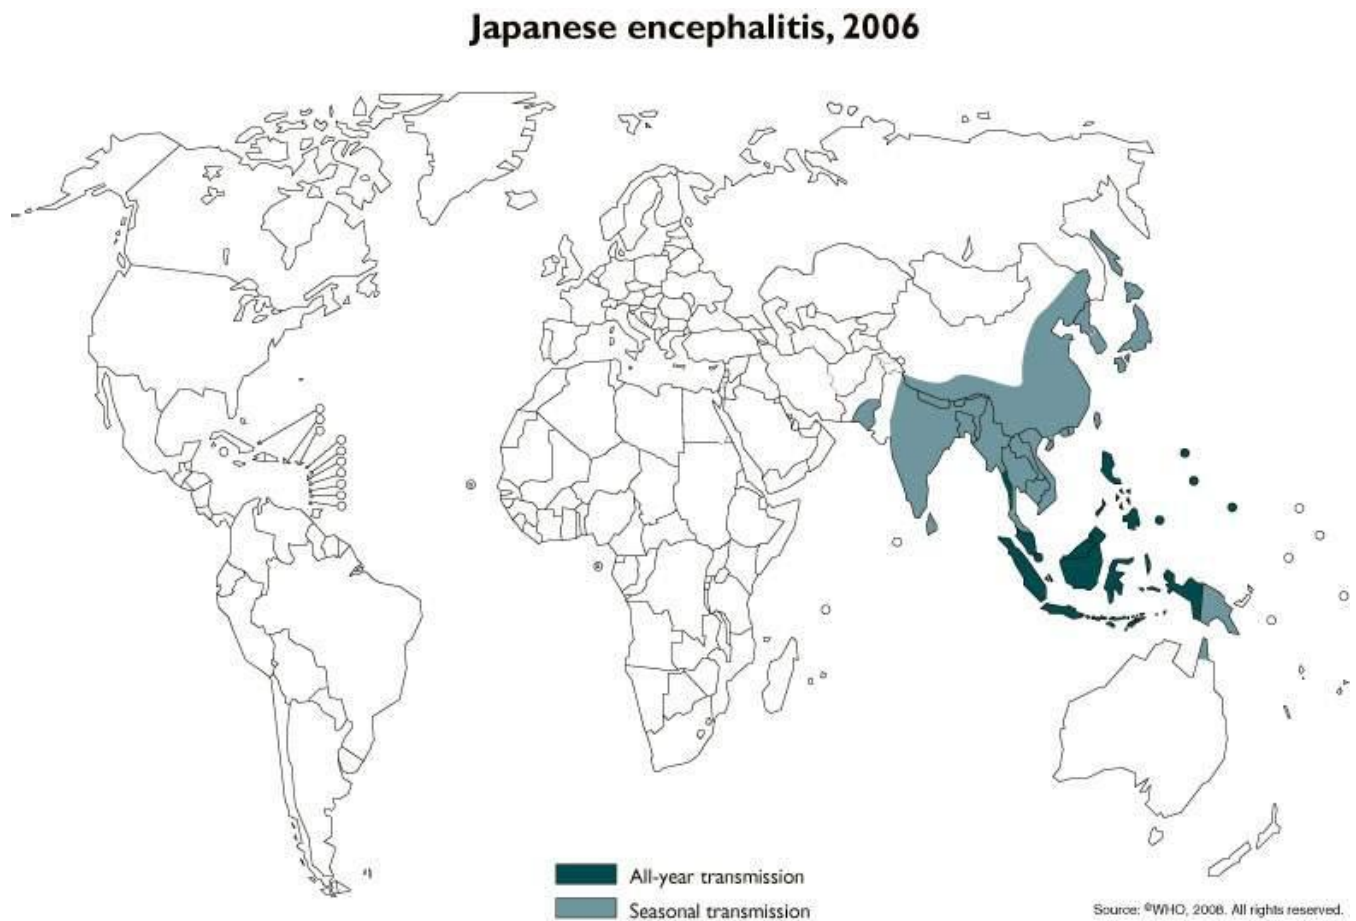 Japanese encephalitis, 2006
All-year transmission
Seasonal transmission
Source: ©WHO, 2008. All rights reserved.